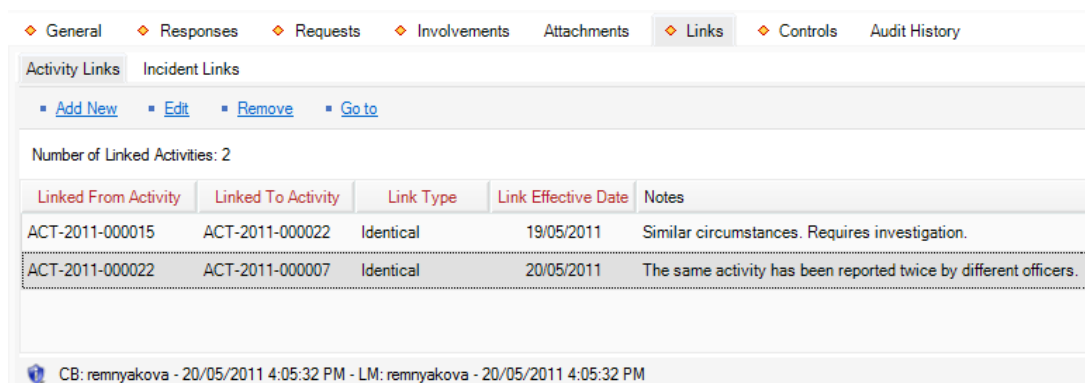 General Responses Requests Involvements Attachments Links Controls Audit History
Activity Links Incident Links
Add New Edit Remove Go to
Number of Linked Activities: 2
Linked From Activity Linked To Activity Link Type Link Effective Date Notes
ACT-2011-000015 ACT-2011-000022 Identical 19/05/2011 Similar circumstances. Requires investigation.
ACT-2011-000022 ACT-2011-000007 Identical 20/05/2011 The same activity has been reported twice by different officers.
CB: remnyakova - 20/05/2011 4:05:32 PM - LM: remnyakova - 20/05/2011 4:05:32 PM